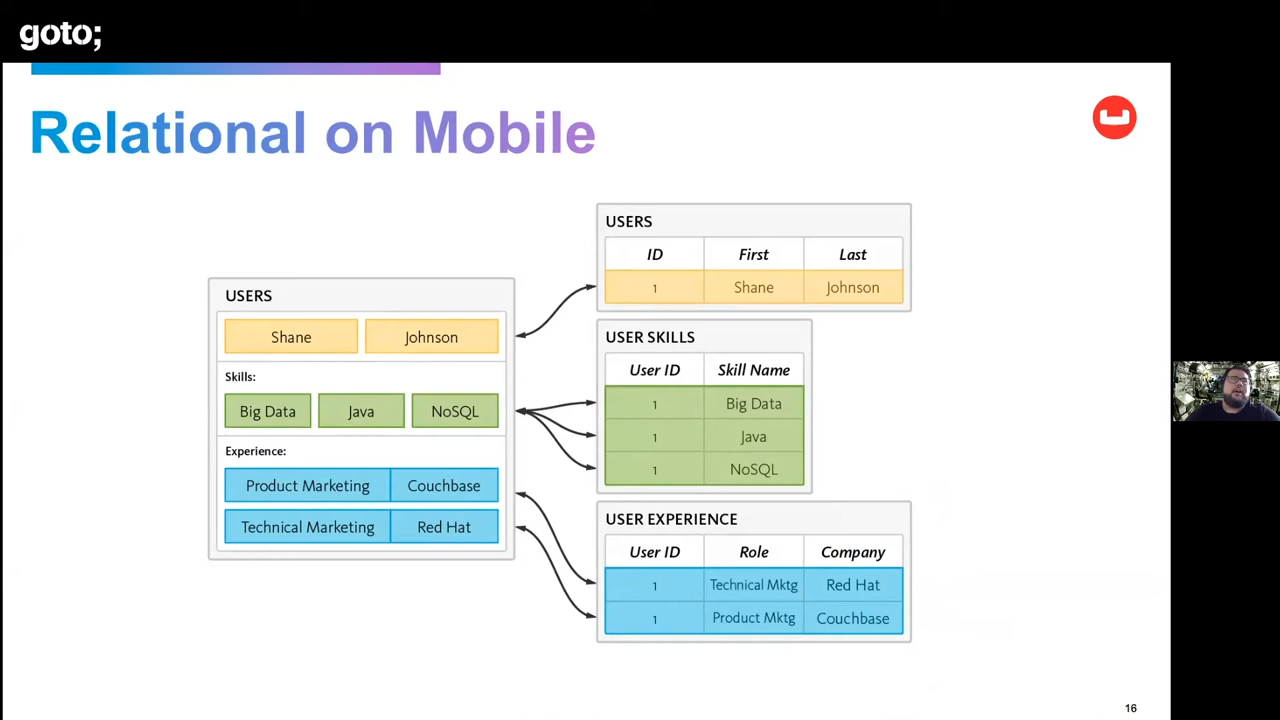 goto;
Relational on Mobile
USERS
Shane Johnson
Skills:
Big Data Java NoSQL
Experience:
Product Marketing Couchbase
Technical Marketing Red Hat
USERS
ID First Last
1 Shane Johnson
USER SKILLS
User ID Skill Name
1 Big Data
1 Java
1 NoSQL
USER EXPERIENCE
User ID Role Company
1 Technical Mktg Red Hat
1 Product Mktg Couchbase
16